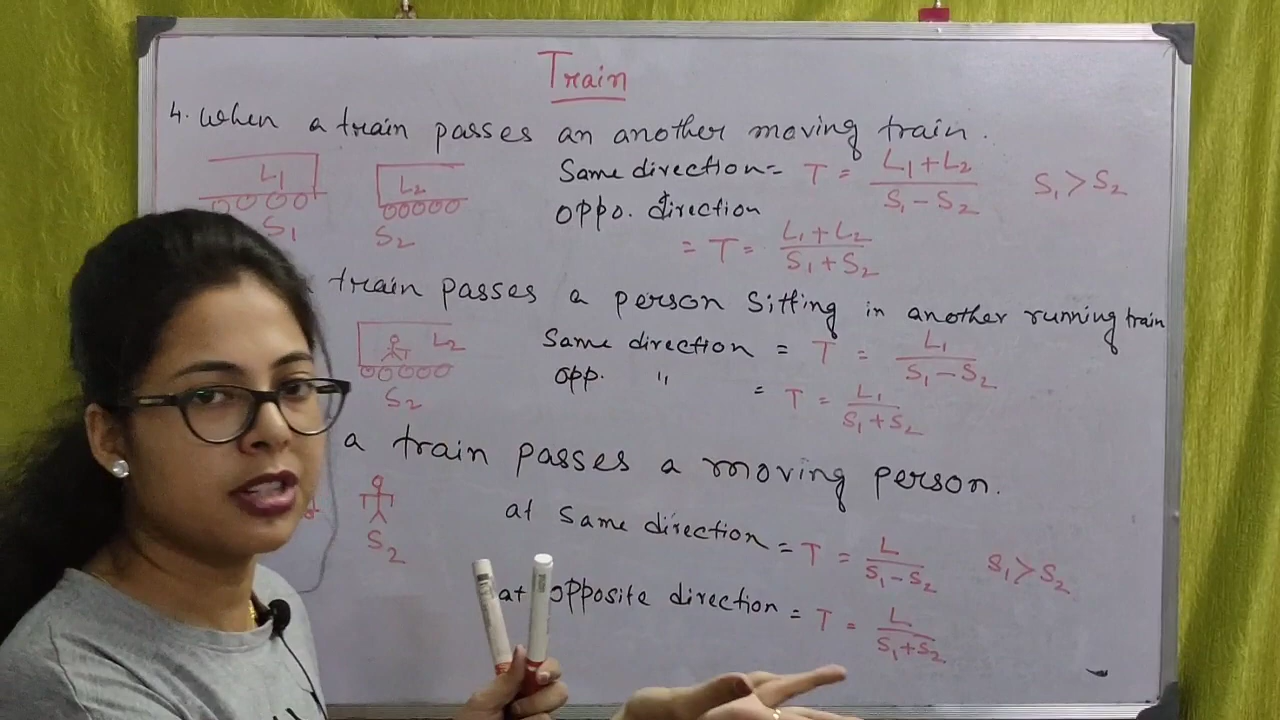 Train
4. When a train passes an another moving train.
L1 L2
S1 S2
Same direction = T = L1+L2 / S1-S2 S1 > S2
oppo. direction
= T = L1+L2 / S1+S2
train passes a person Sitting in another running train
L2
S2
Same direction = T = L1 / S1-S2
opp. " = T = L1 / S1+S2
a train passes a moving person.
S2
at Same direction = T = L / S1-S2 S1 > S2
at opposite direction = T = L / S1+S2